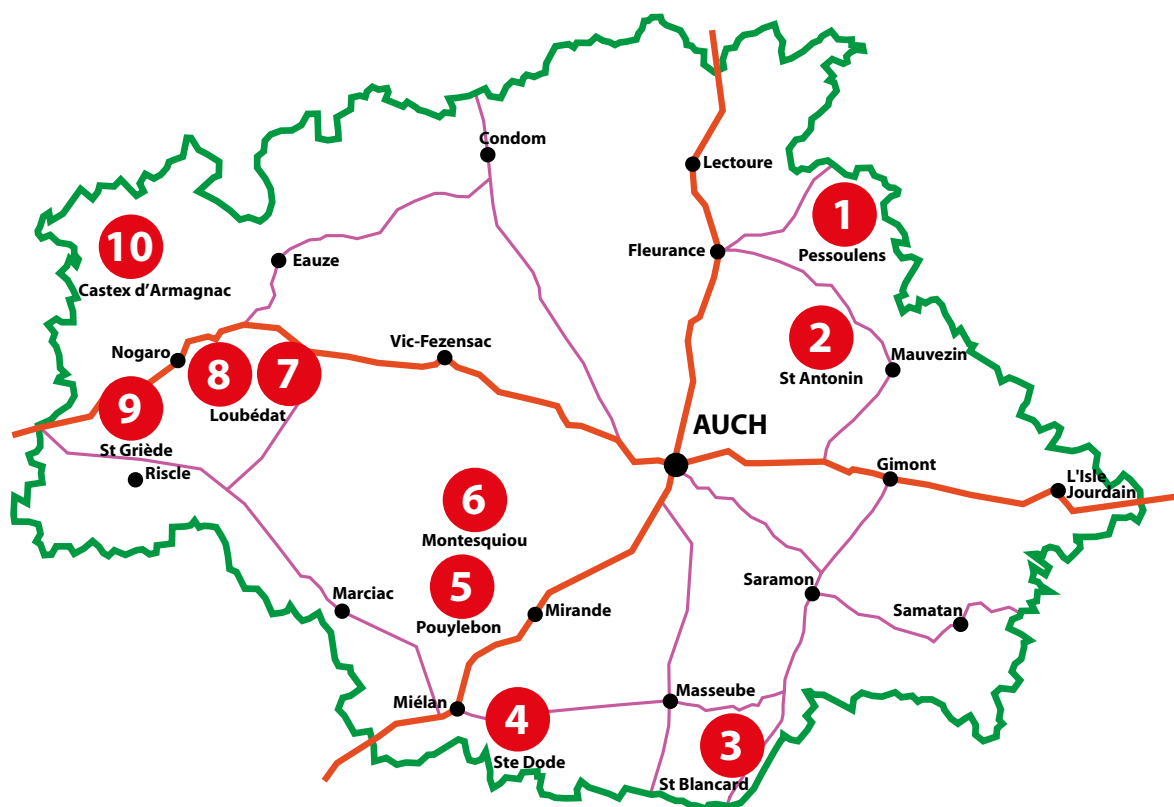 Condom
Lectoure
1
Pessoulens
10
Castex d'Armagnac
Eauze
Fleurance
2
St Antonin
Mauvezin
Nogaro
8
7
Loubédat
Vic-Fezensac
9
St Griède
Riscle
AUCH
Gimont
L'Isle
Jourdain
6
Montesquiou
5
Pouylebon
Marciac
Mirande
Saramon
Samatan
Miélan
4
Ste Dode
Masseube
3
St Blancard